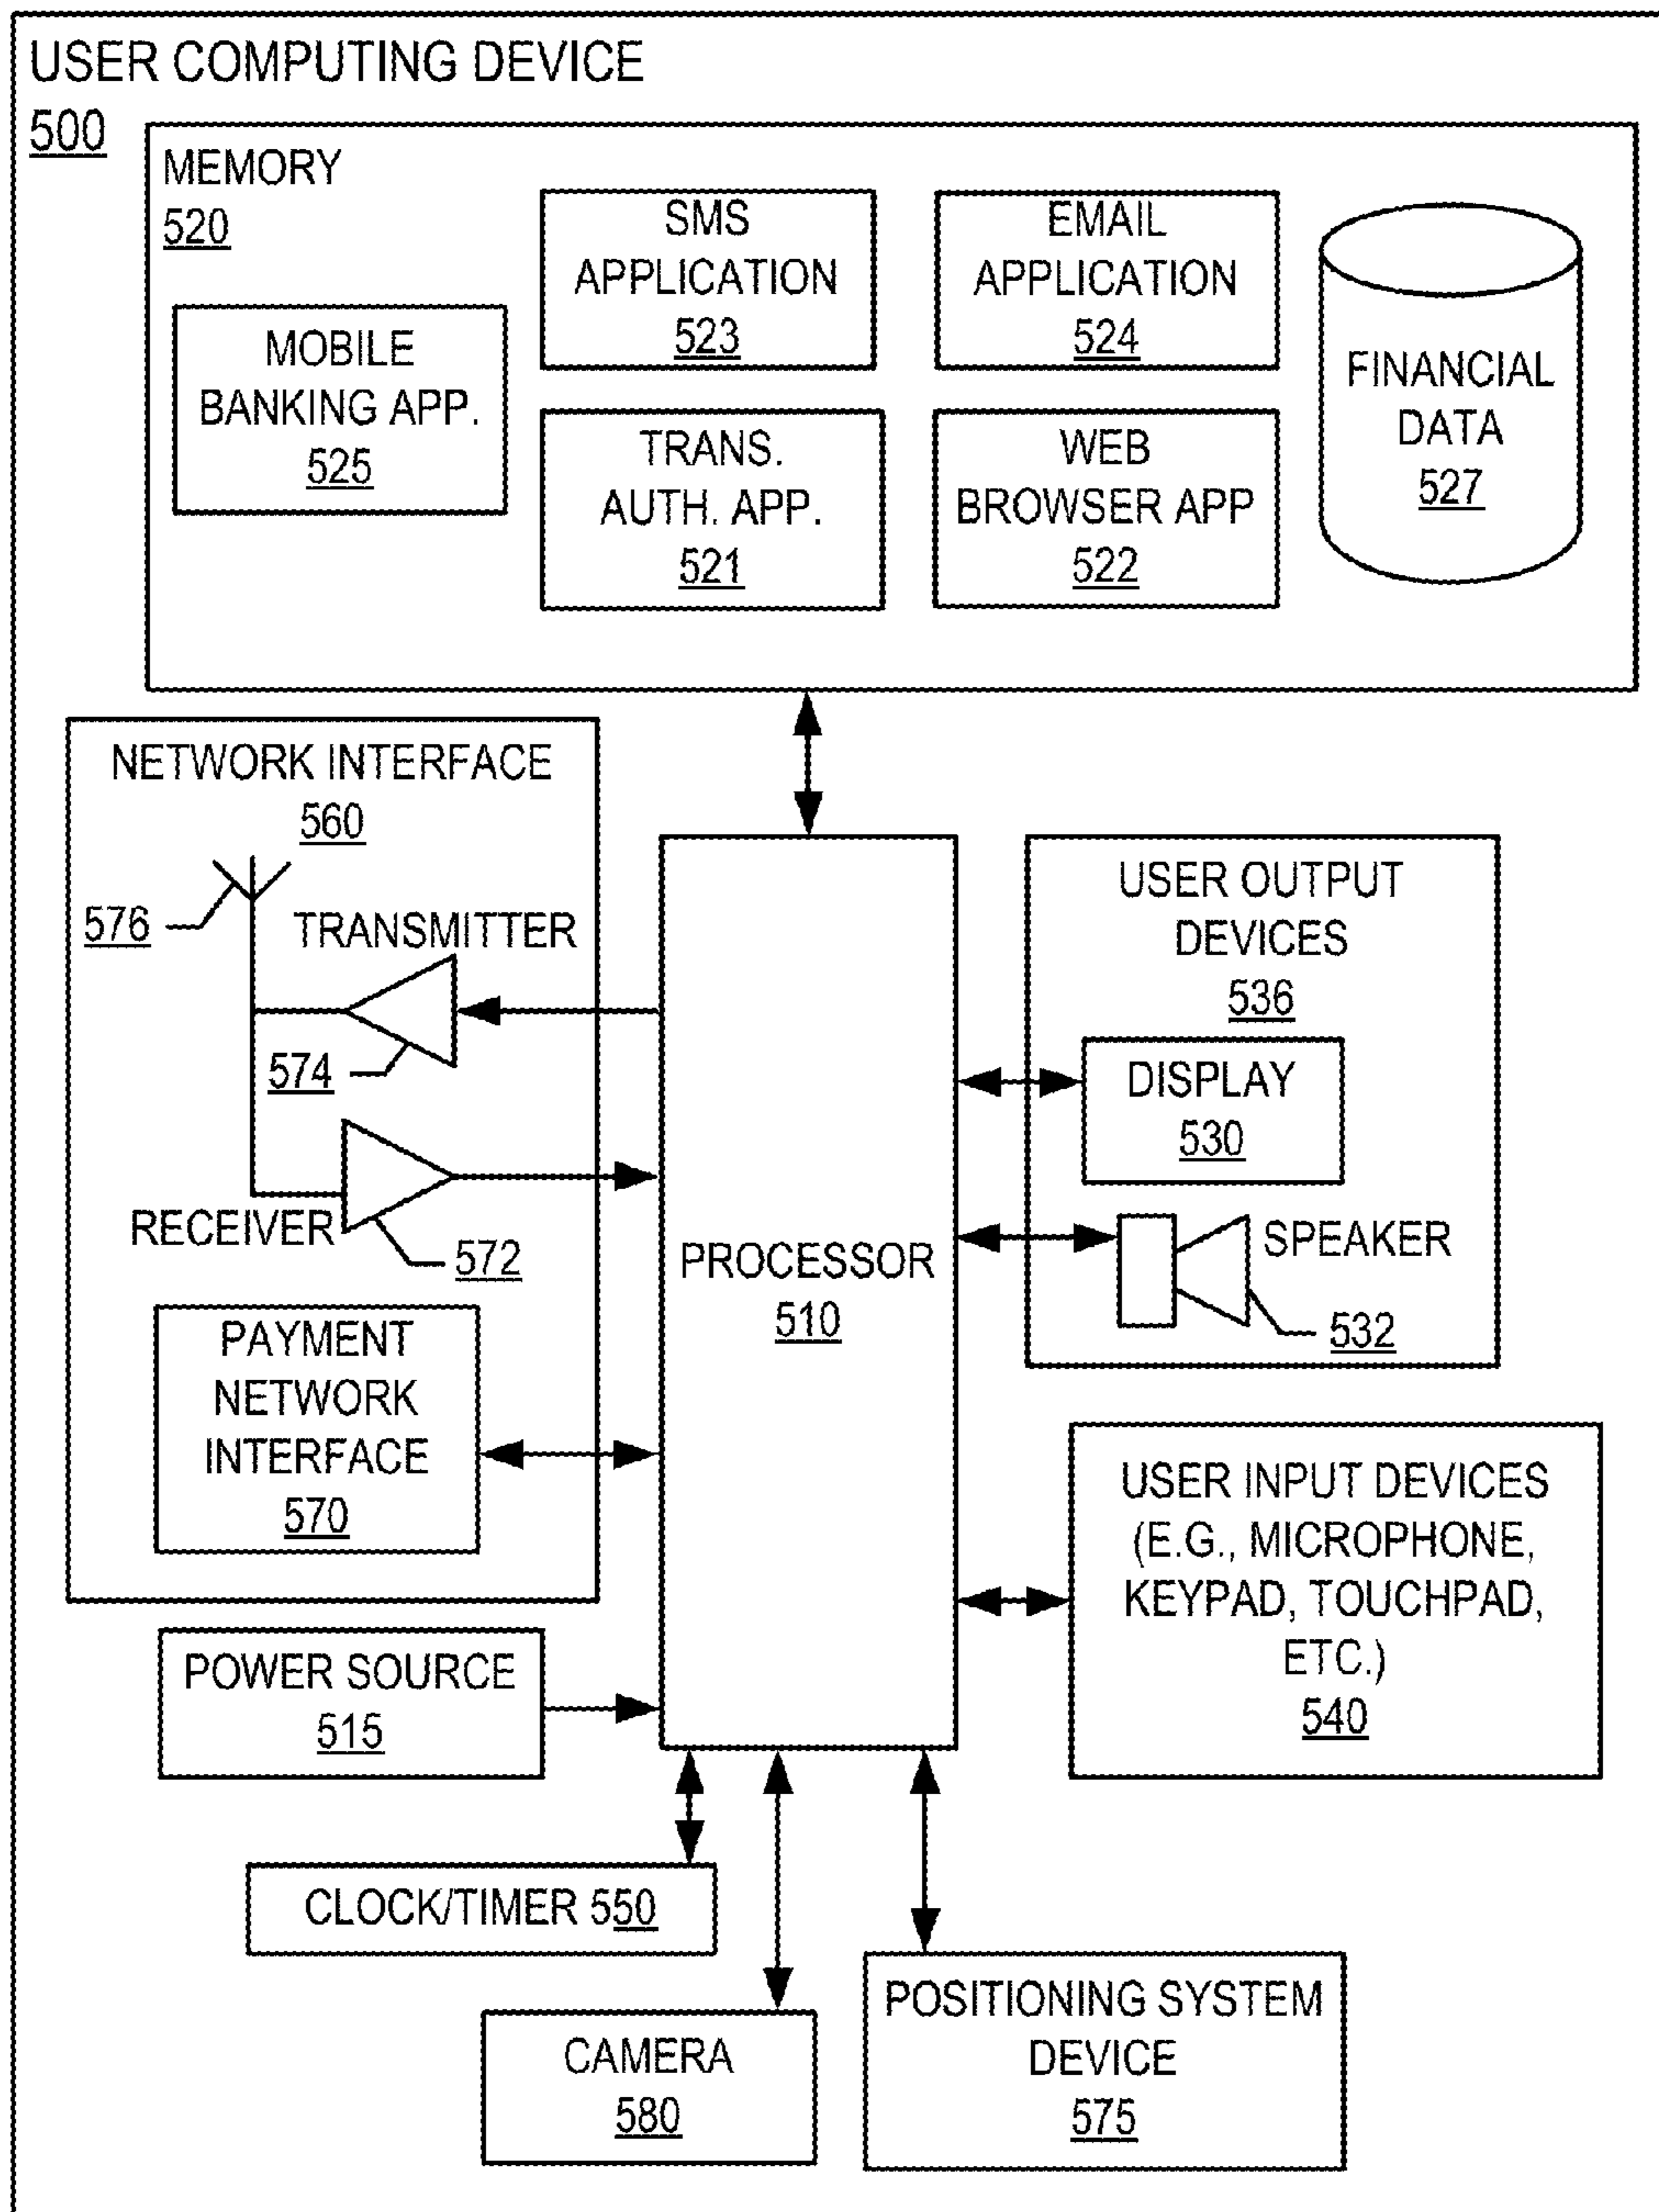 USER COMPUTING DEVICE
500
MEMORY
520
SMS
APPLICATION
523
EMAIL
APPLICATION
524
FINANCIAL
DATA
527
MOBILE
BANKING APP.
525
TRANS.
AUTH. APP.
521
WEB
BROWSER APP
522
NETWORK INTERFACE
560
576
TRANSMITTER
574
RECEIVER
572
PAYMENT
NETWORK
INTERFACE
570
PROCESSOR
510
USER OUTPUT
DEVICES
536
DISPLAY
530
SPEAKER
532
USER INPUT DEVICES
(E.G., MICROPHONE,
KEYPAD, TOUCHPAD,
ETC.)
540
POWER SOURCE
515
CLOCK/TIMER 550
CAMERA
580
POSITIONING SYSTEM
DEVICE
575